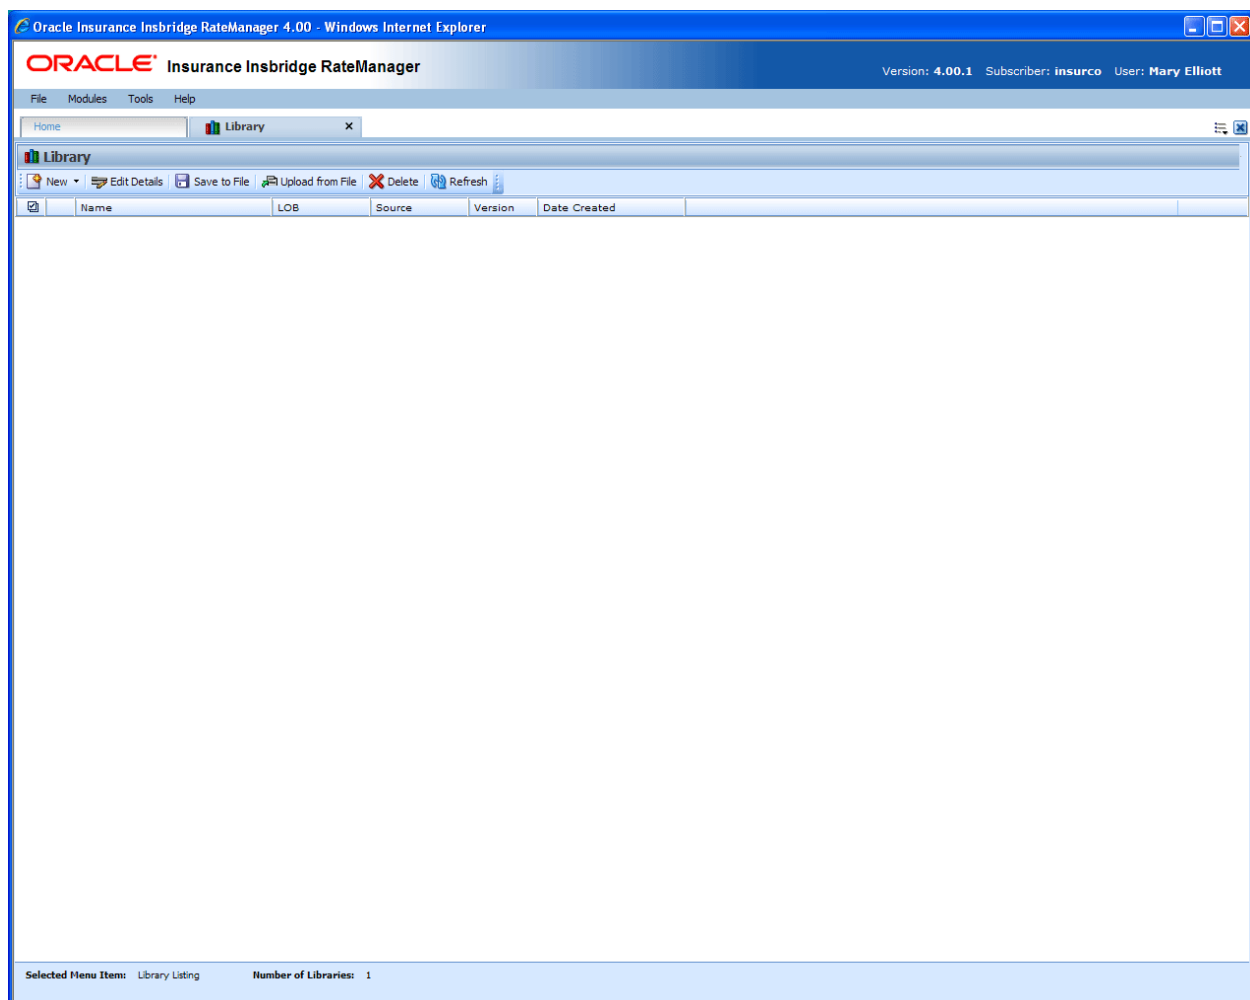 Oracle Insurance Insbridge RateManager 4.00 - Windows Internet Explorer
ORACLE® Insurance Insbridge RateManager
Version: 4.00.1 Subscriber: insurco User: Mary Elliott
File Modules Tools Help
Home Library
Library
New Edit Details Save to File Upload from File Delete Refresh
Name LOB Source Version Date Created
Selected Menu Item: Library Listing Number of Libraries: 1